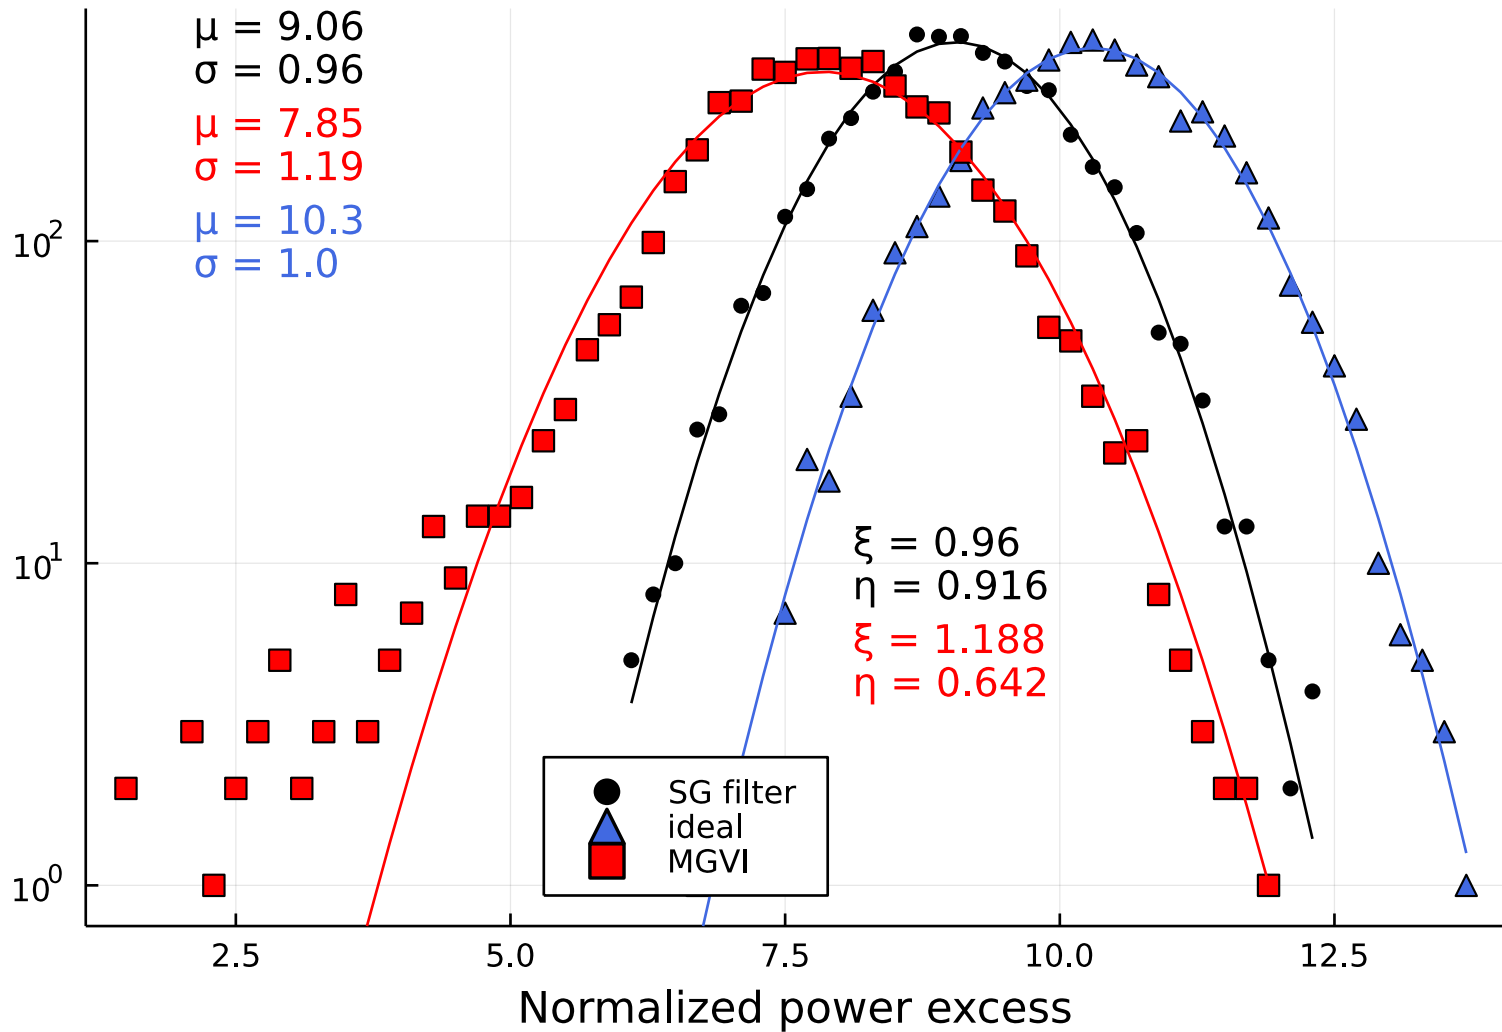 μ = 9.06
σ = 0.96
μ = 7.85
σ = 1.19
μ = 10.3
σ = 1.0
10²
10¹
10⁰
ξ = 0.96
η = 0.916
ξ = 1.188
η = 0.642
SG filter
ideal
MGVI
2.5 5.0 7.5 10.0 12.5
Normalized power excess